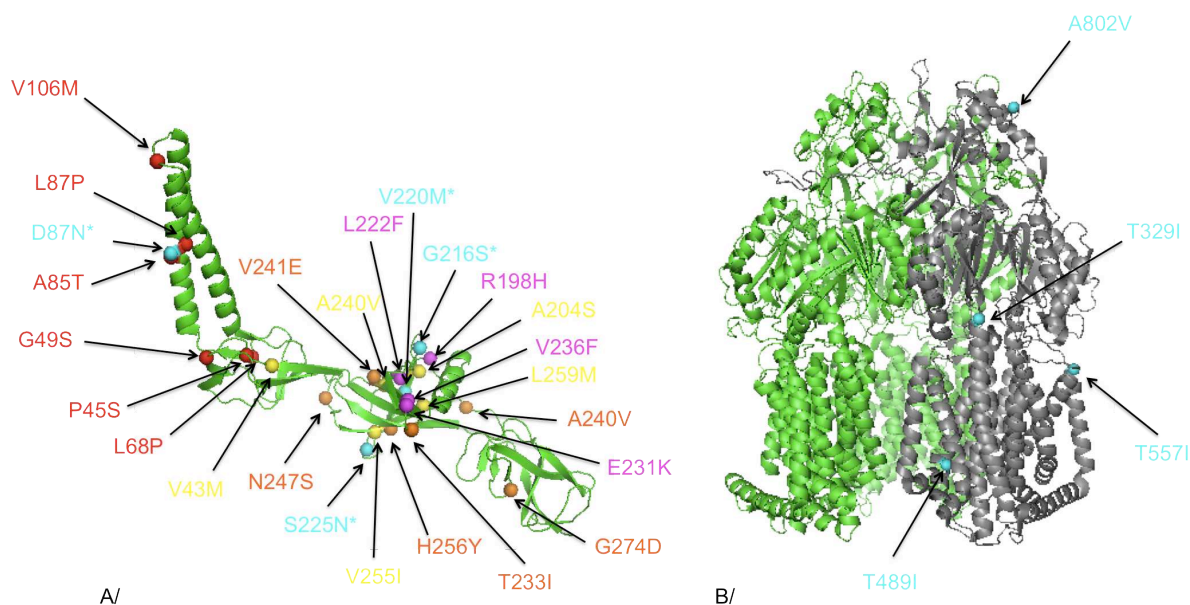 A802V
V106M
L87P
V220M*
L222F
D87N*
G216S*
T329I
V241E
R198H
A85T
A240V
A204S
G49S
V236F
L259M
P45S
A240V
L68P
E231K
T557I
N247S
V43M
S225N*
H256Y
G274D
V255I
T233I
T489I
A/
B/